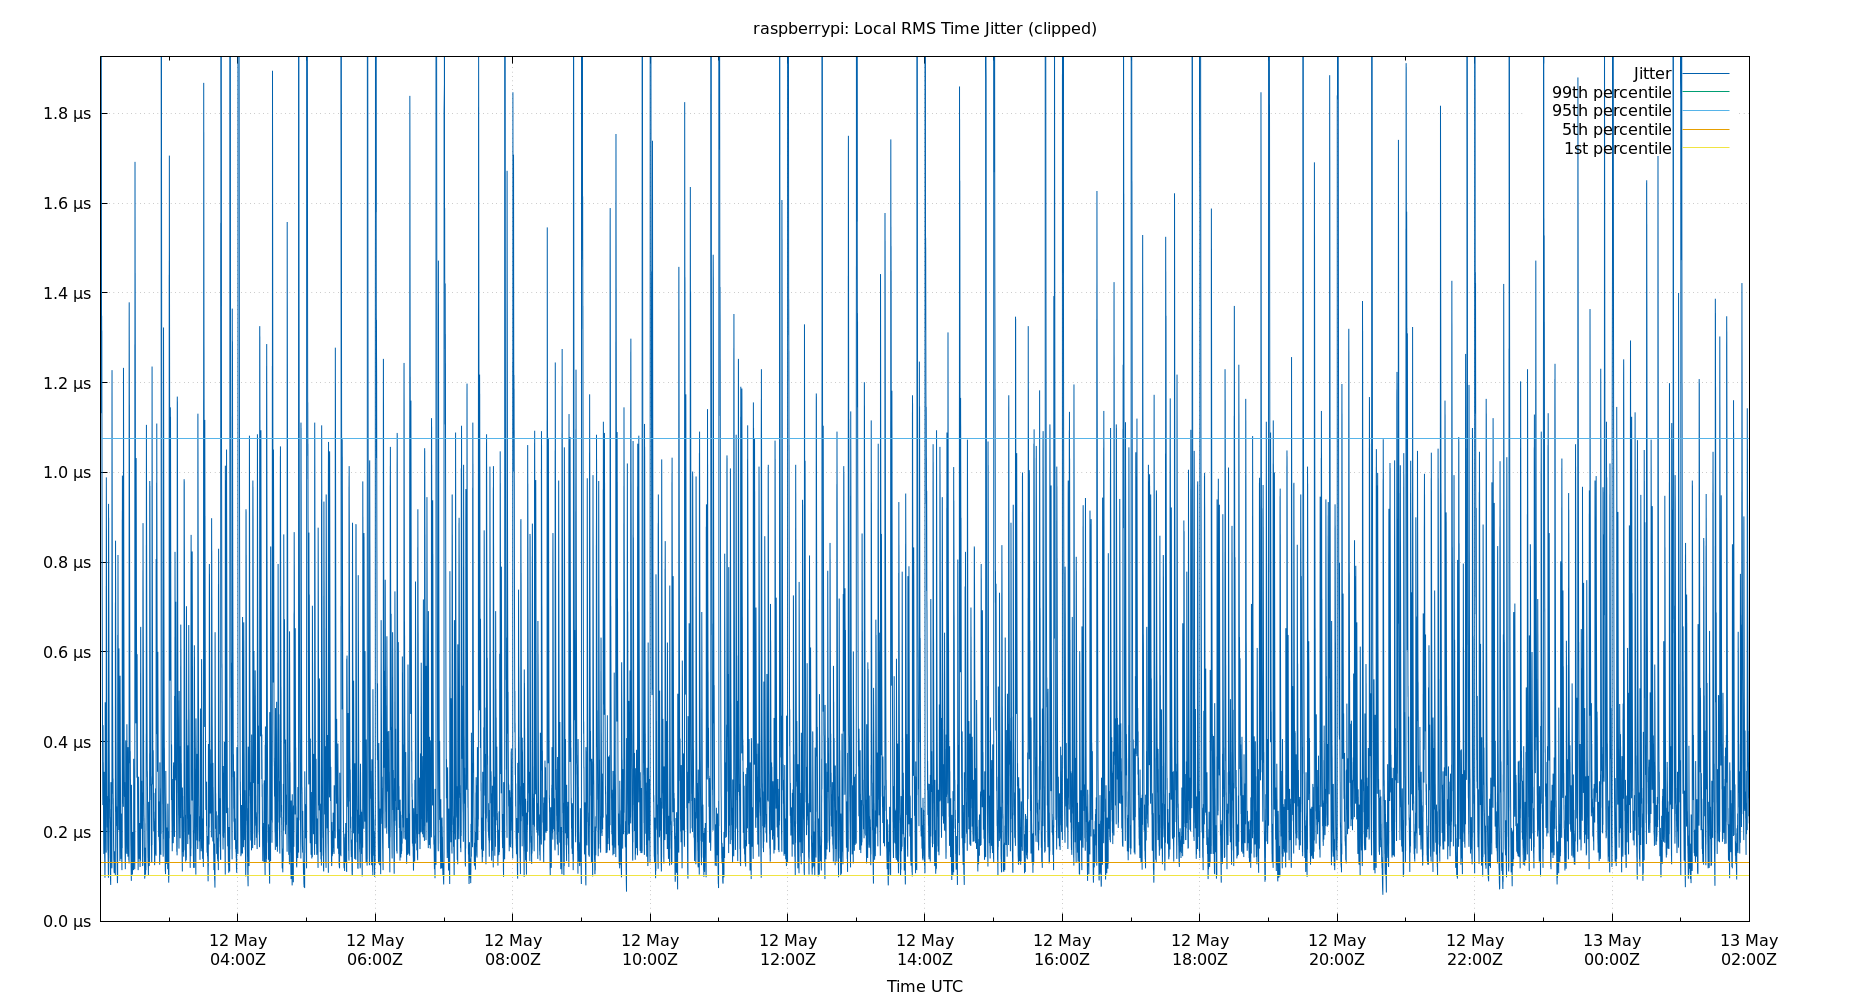 raspberrypi: Local RMS Time Jitter (clipped)
Jitter
99th percentile
95th percentile
5th percentile
1st percentile
1.8 µs
1.6 µs
1.4 µs
1.2 µs
1.0 µs
0.8 µs
0.6 µs
0.4 µs
0.2 µs
0.0 µs
12 May 12 May 12 May 12 May 12 May 12 May 12 May 12 May 12 May 12 May 13 May 13 May
04:00Z 06:00Z 08:00Z 10:00Z 12:00Z 14:00Z 16:00Z 18:00Z 20:00Z 22:00Z 00:00Z 02:00Z
Time UTC